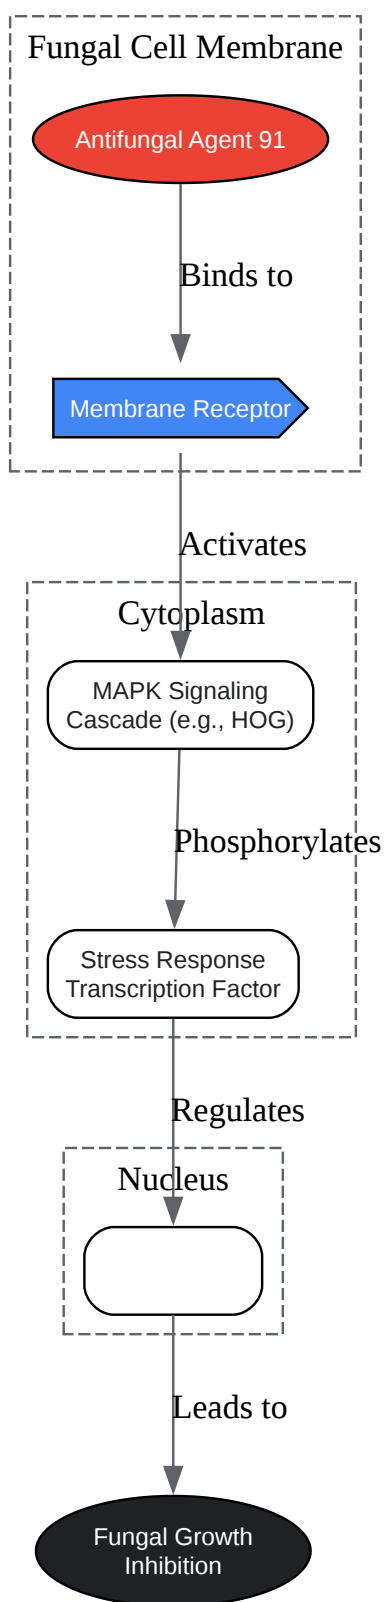 Fungal Cell Membrane
Antifungal Agent 91
Binds to
Membrane Receptor
Activates
Cytoplasm
MAPK Signaling
Cascade (e.g., HOG)
Phosphorylates
Stress Response
Transcription Factor
Regulates
Nucleus
Leads to
Fungal Growth
Inhibition